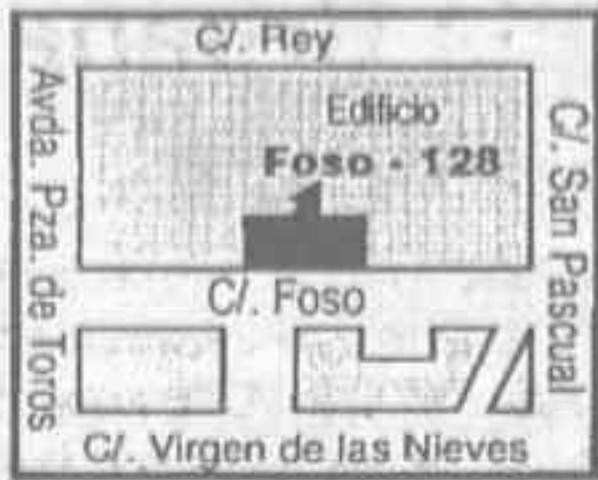 C/. Rey
Avda. Pza. de Toros
Edificio
Foso - 128
C/. San Pascual
C/. Foso
C/. Virgen de las Nieves